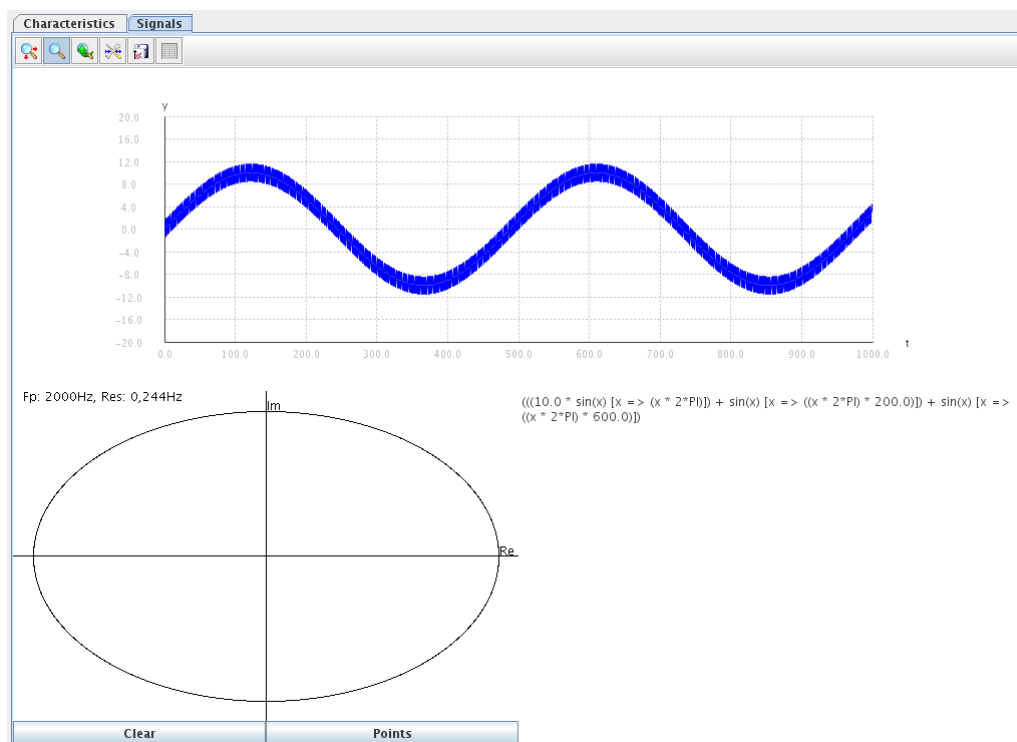 Characteristics Signals
y
20.0
16.0
12.0
8.0
4.0
0.0
-4.0
-8.0
-12.0
-16.0
-20.0
t
0.0 100.0 200.0 300.0 400.0 500.0 600.0 700.0 800.0 900.0 1000.0
Fp: 2000Hz, Res: 0,244Hz
Im
Re
(((10.0 * sin(x) [x => (x * 2*PI)]) + sin(x) [x => ((x * 2*PI) * 200.0)]) + sin(x) [x =>
((x * 2*PI) * 600.0)])
Clear Points